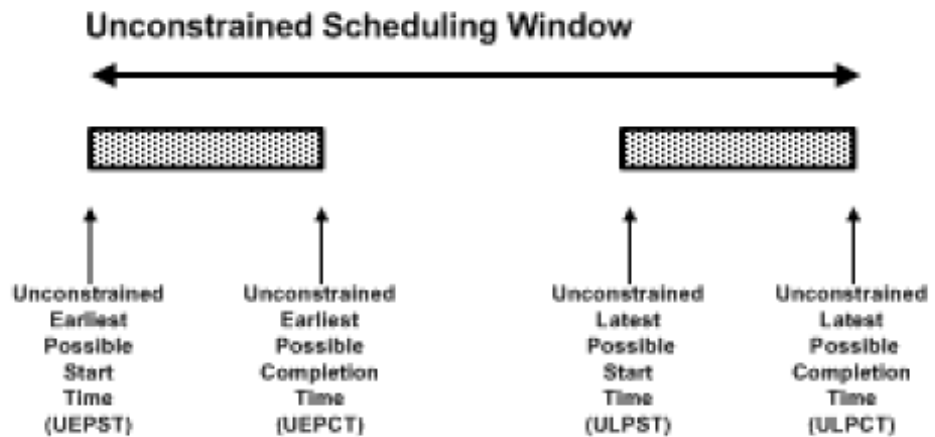 Unconstrained Scheduling Window
Unconstrained
Earliest
Possible
Start
Time
(UEPST)
Unconstrained
Earliest
Possible
Completion
Time
(UEPCT)
Unconstrained
Latest
Possible
Start
Time
(ULPST)
Unconstrained
Latest
Possible
Completion
Time
(ULPCT)